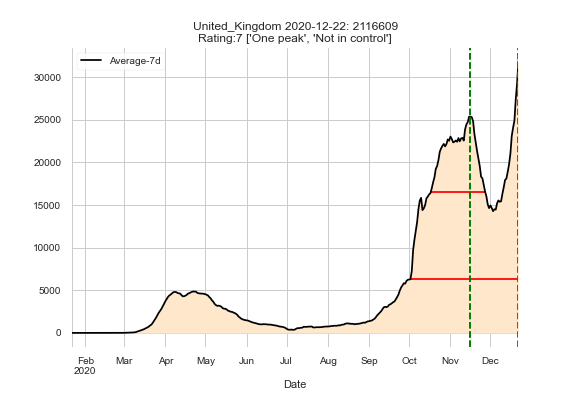 United_Kingdom 2020-12-22: 2116609
Rating:7 ['One peak', 'Not in control']
Average-7d
30000
25000
20000
15000
10000
5000
0
Feb Mar Apr May Jun Jul Aug Sep Oct Nov Dec
2020
Date